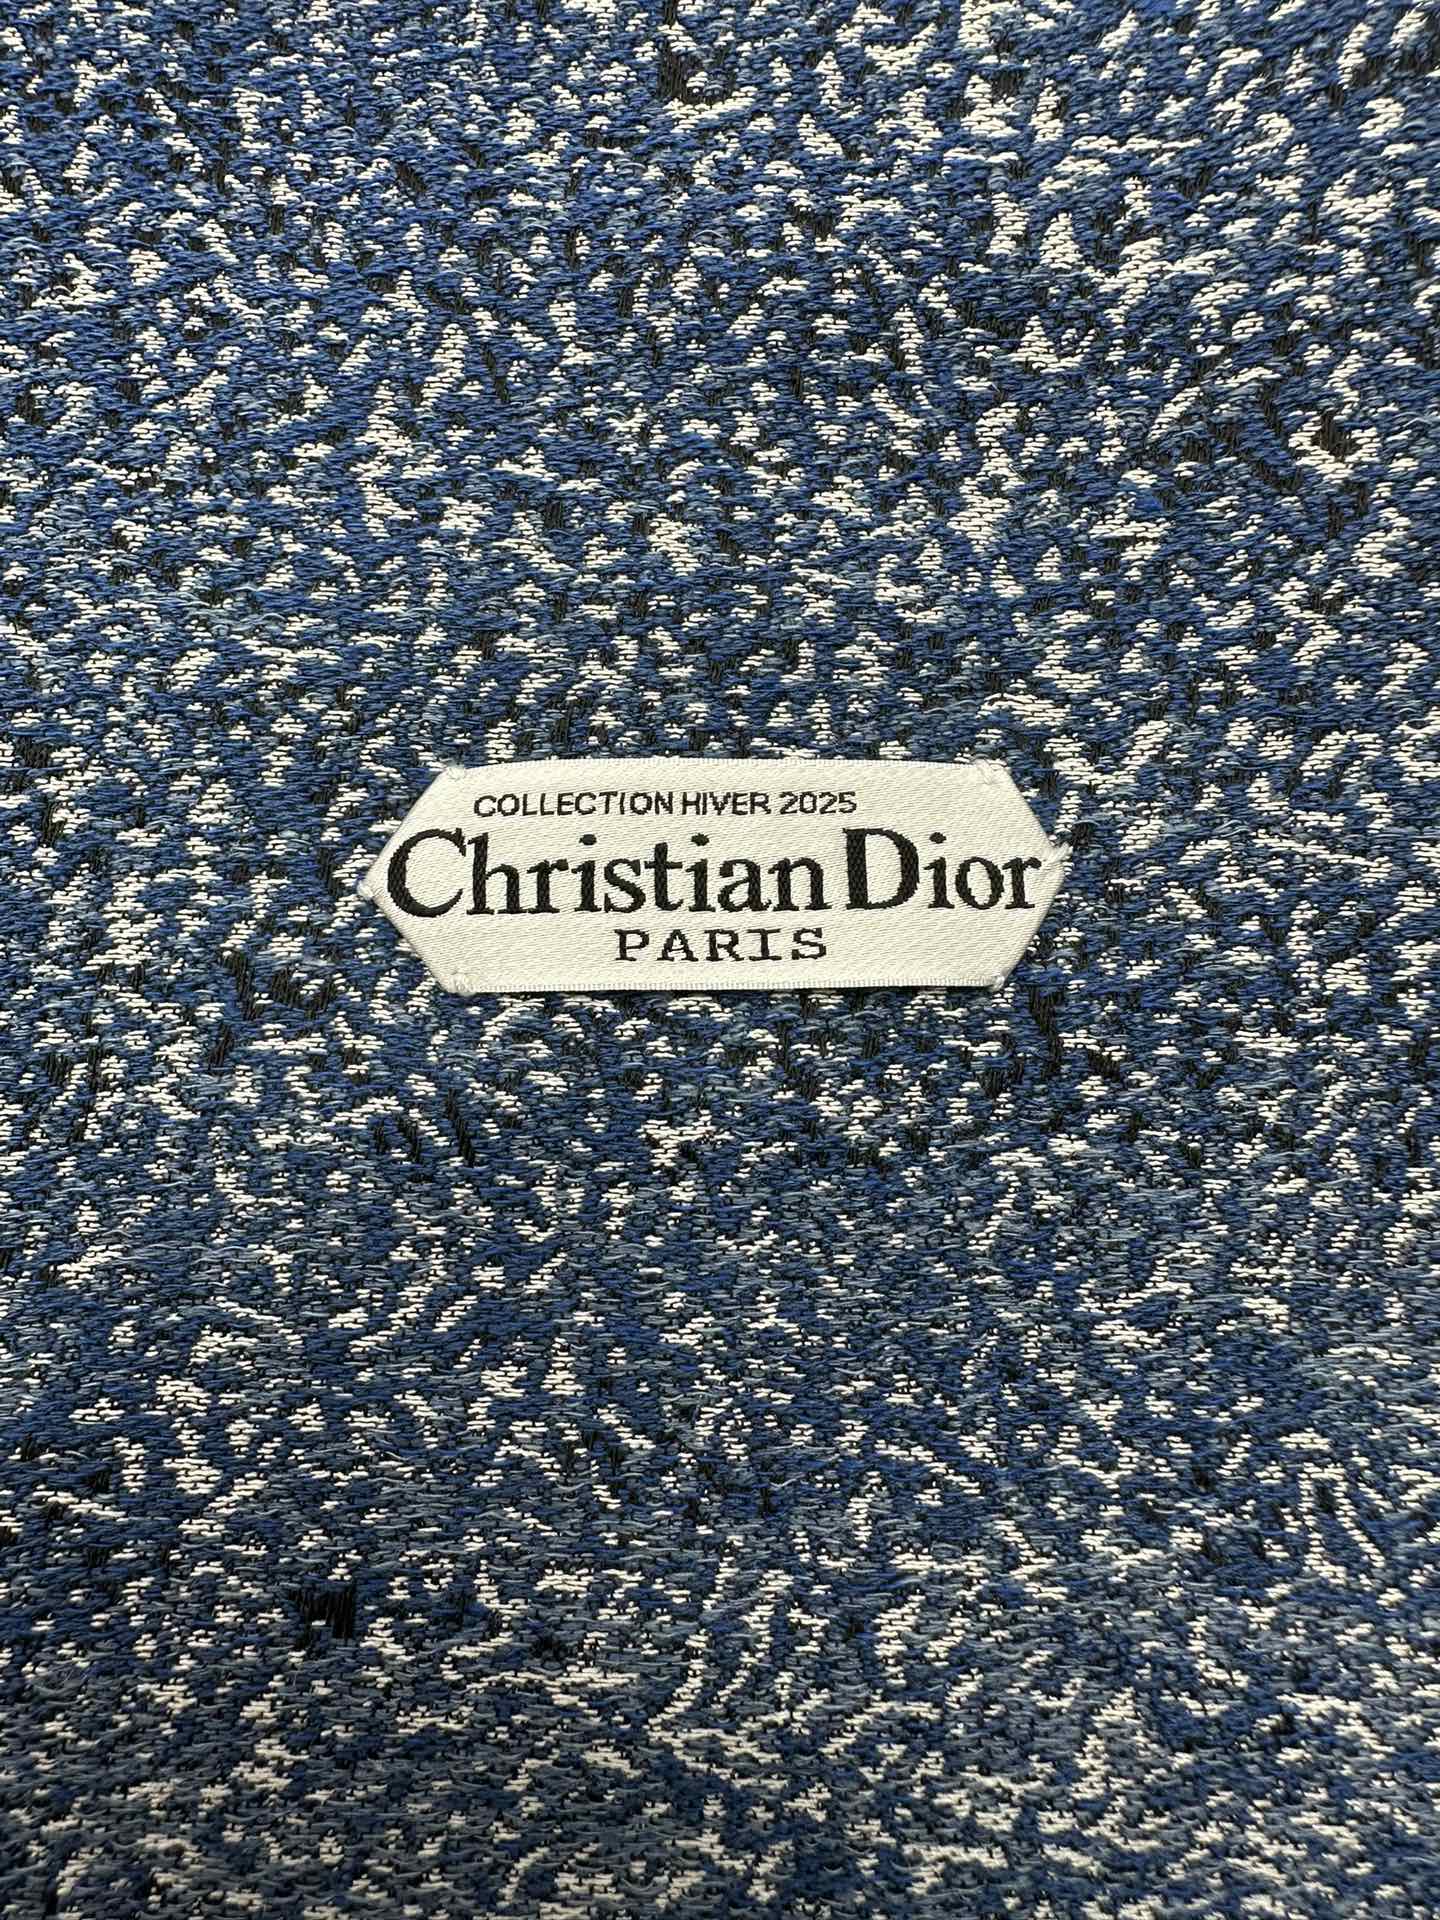 COLLECTION HIVER 2025
Christian Dior
PARIS